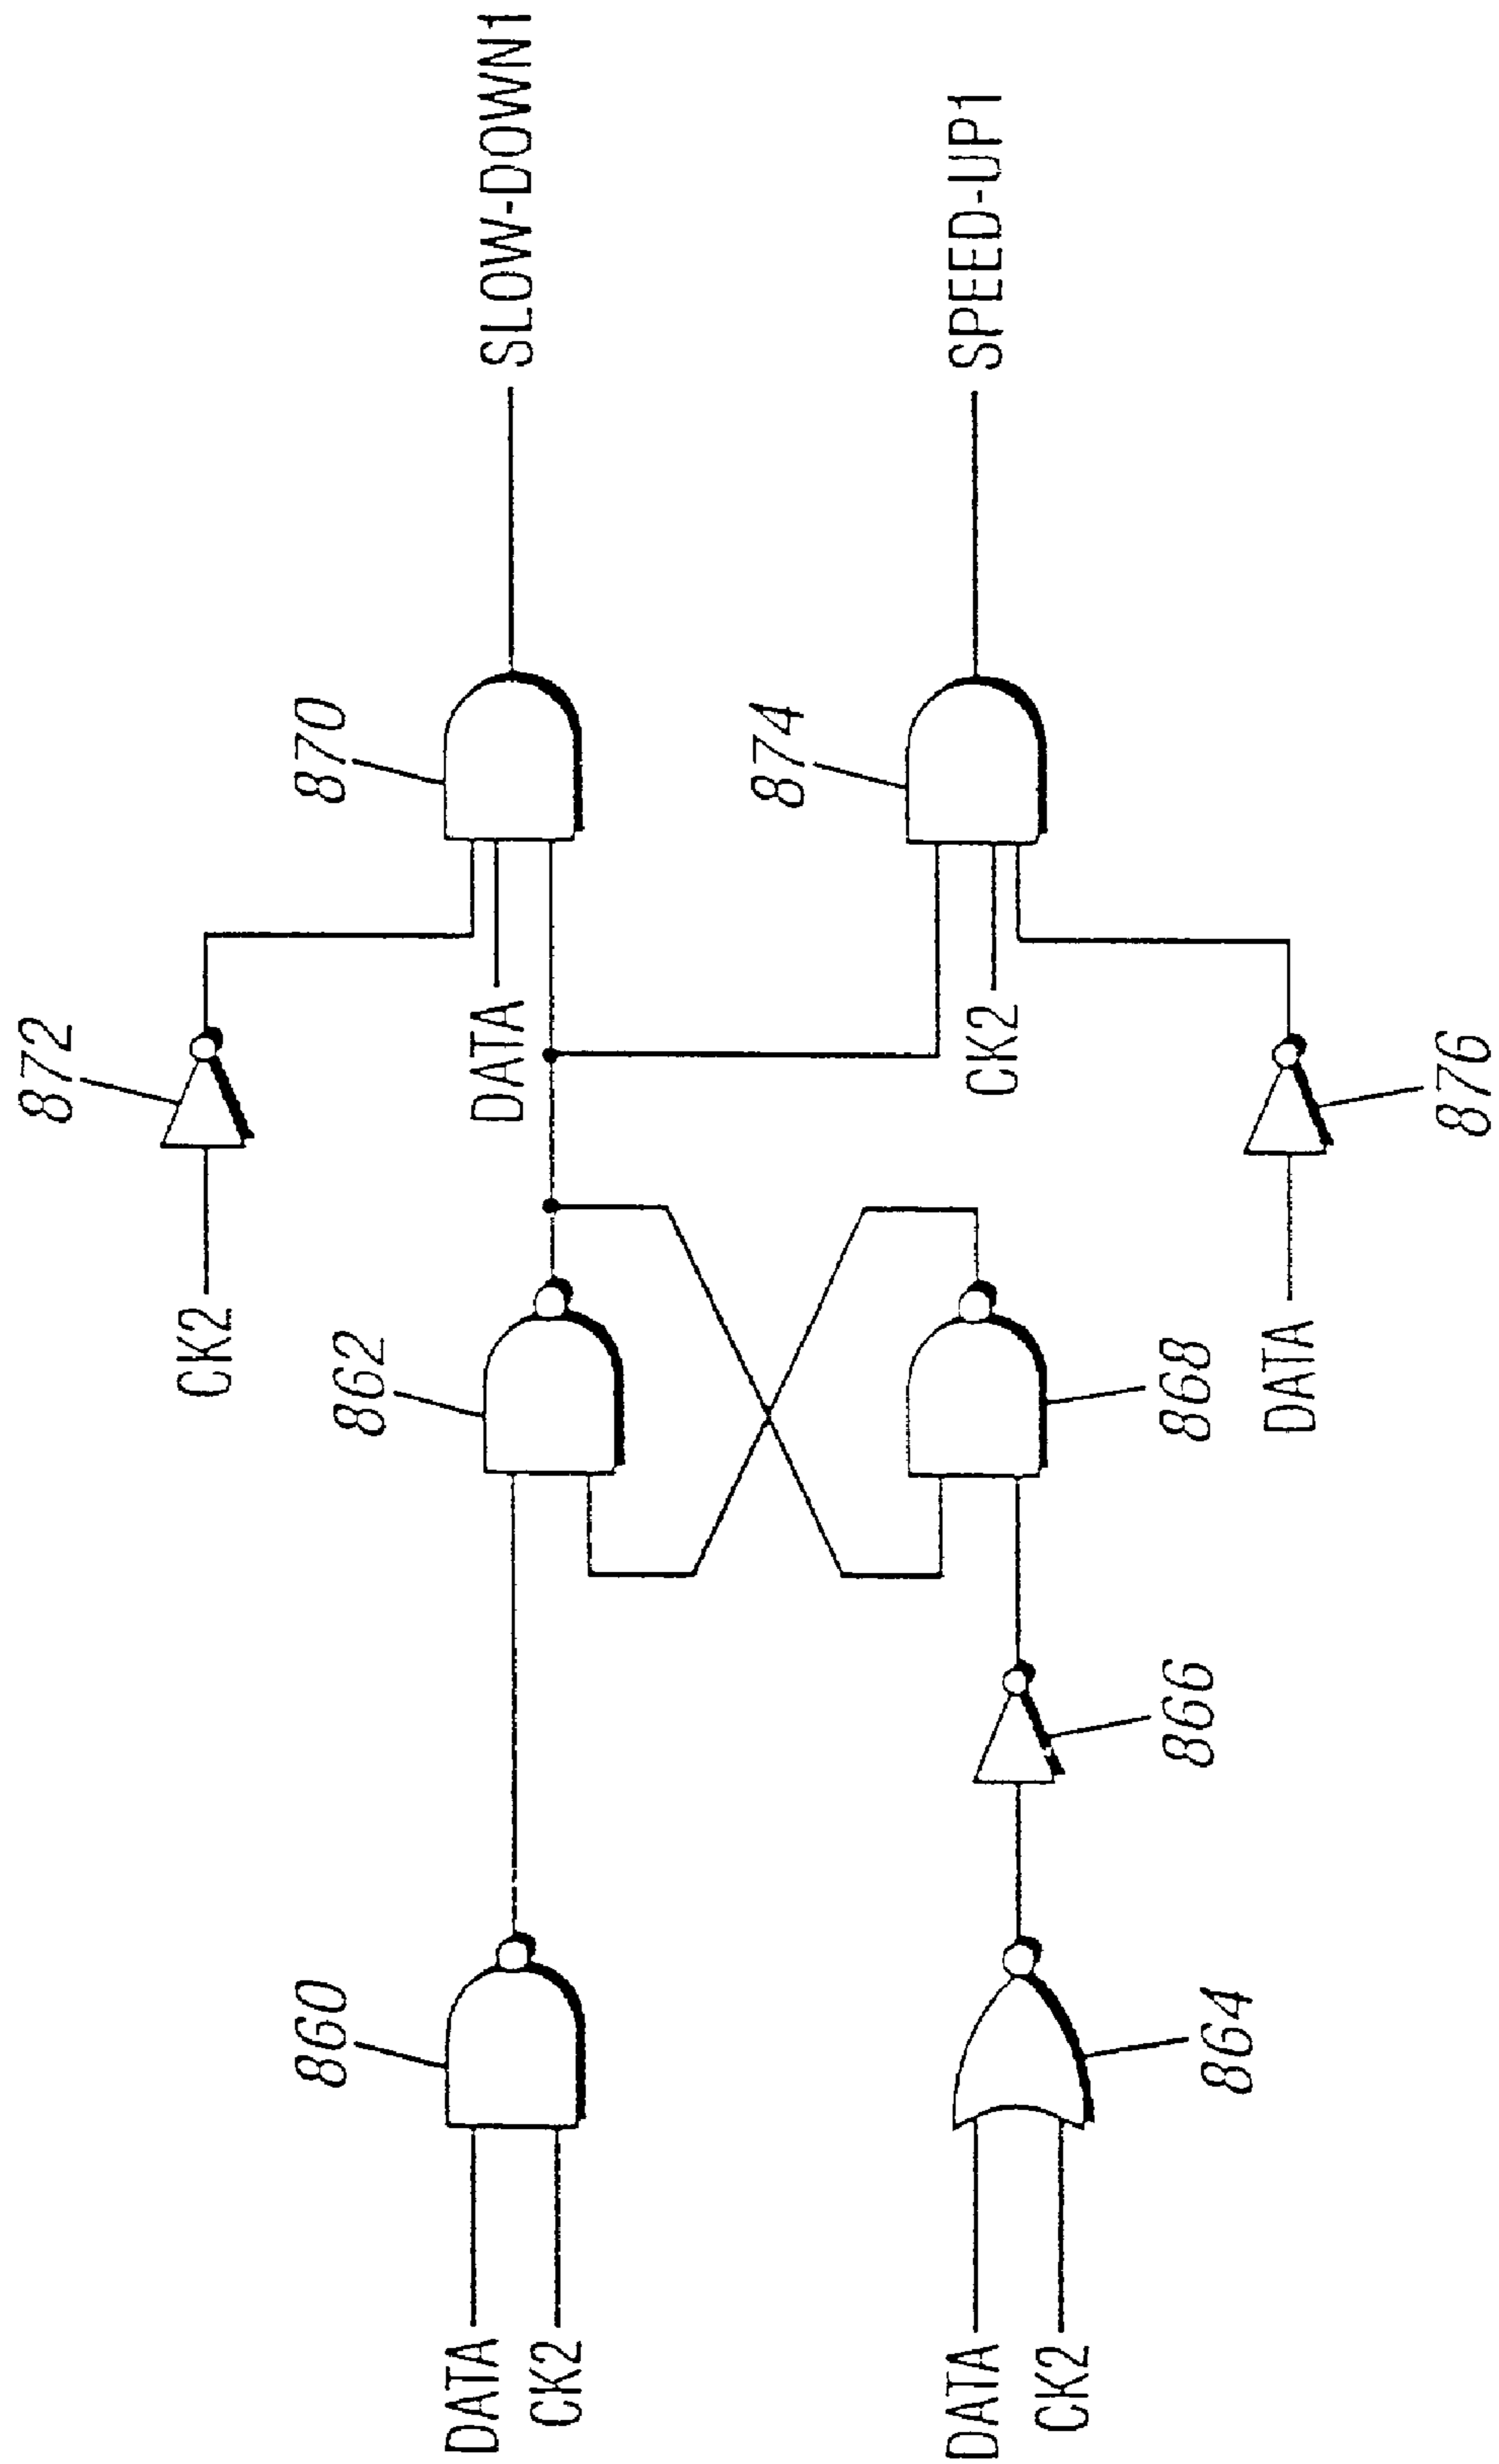 DATA
CK2
860
862
CK2
872
DATA
870
SLOW-DOWN1
DATA
CK2
864
866
868
DATA
876
CK2
874
SPEED-UP1